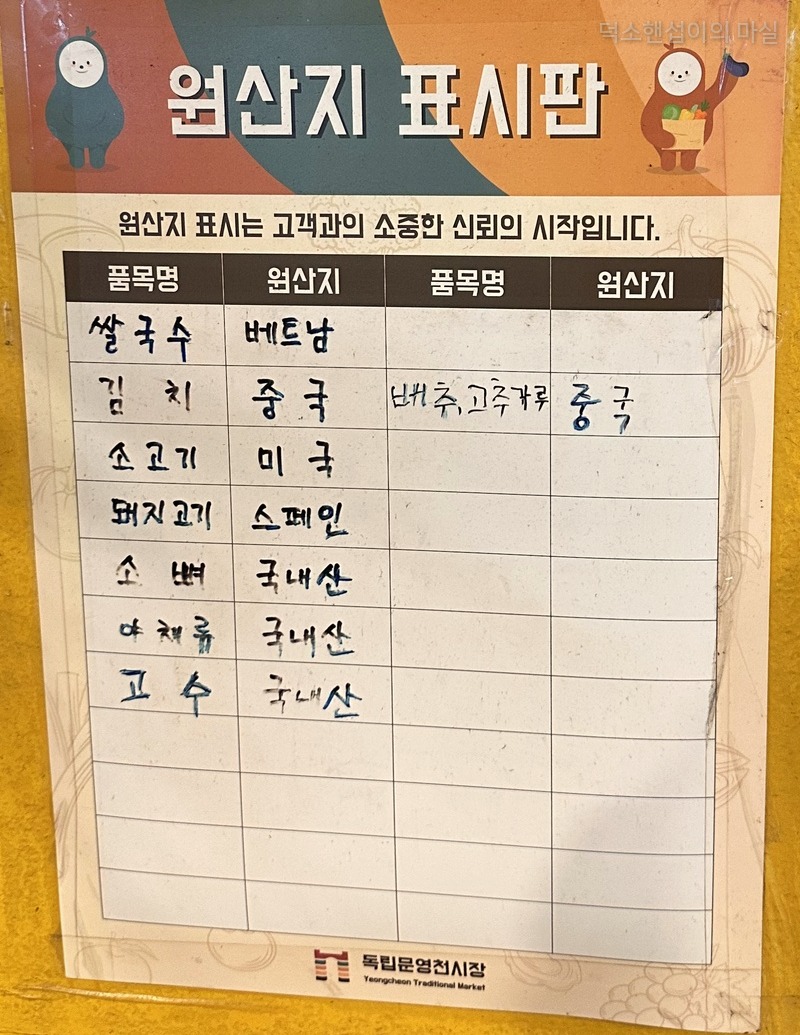 덕소핸섬이의 마실
원산지 표시판
원산지 표시는 고객과의 소중한 신뢰의 시작입니다.
품목명 원산지 품목명 원산지
쌀국수 베트남
김치 중국 배추,고추가루 중국
소고기 미국
돼지고기 스페인
소뼈 국내산
야채류 국내산
고수 국내산
독립문영천시장
Yeongcheon Traditional Market